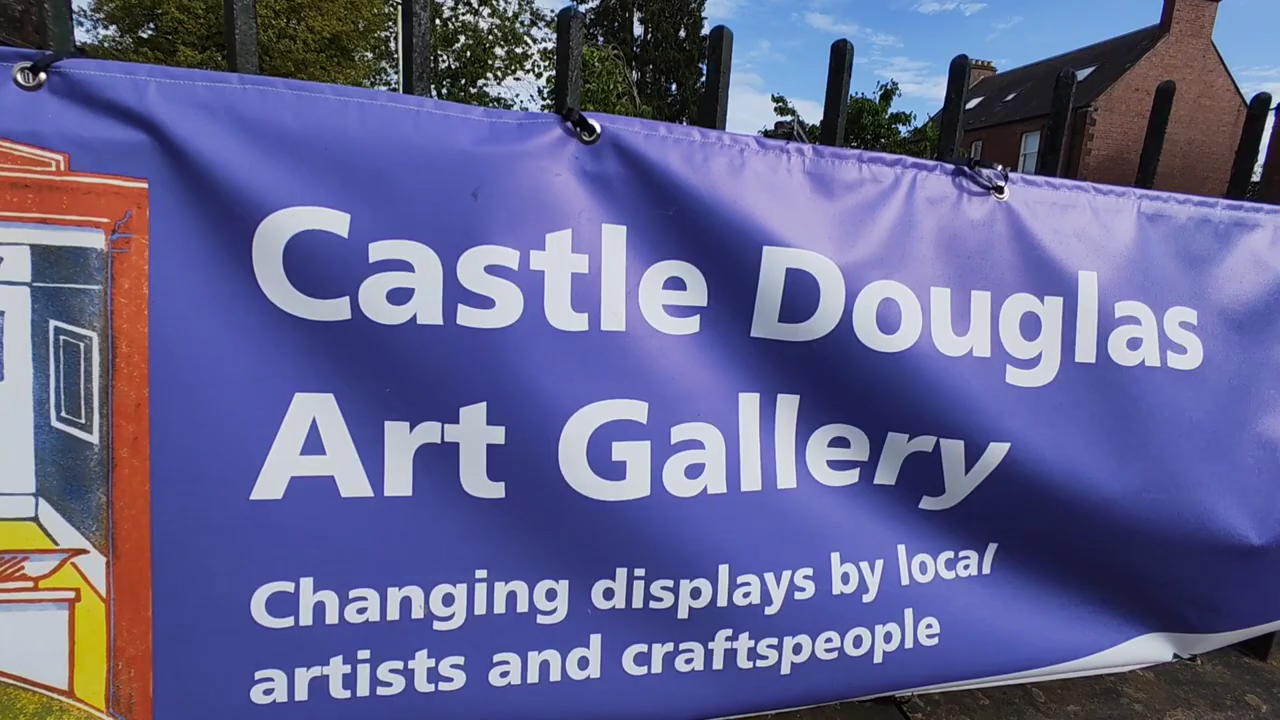 Castle Douglas
Art Gallery
Changing displays by local
artists and craftspeople